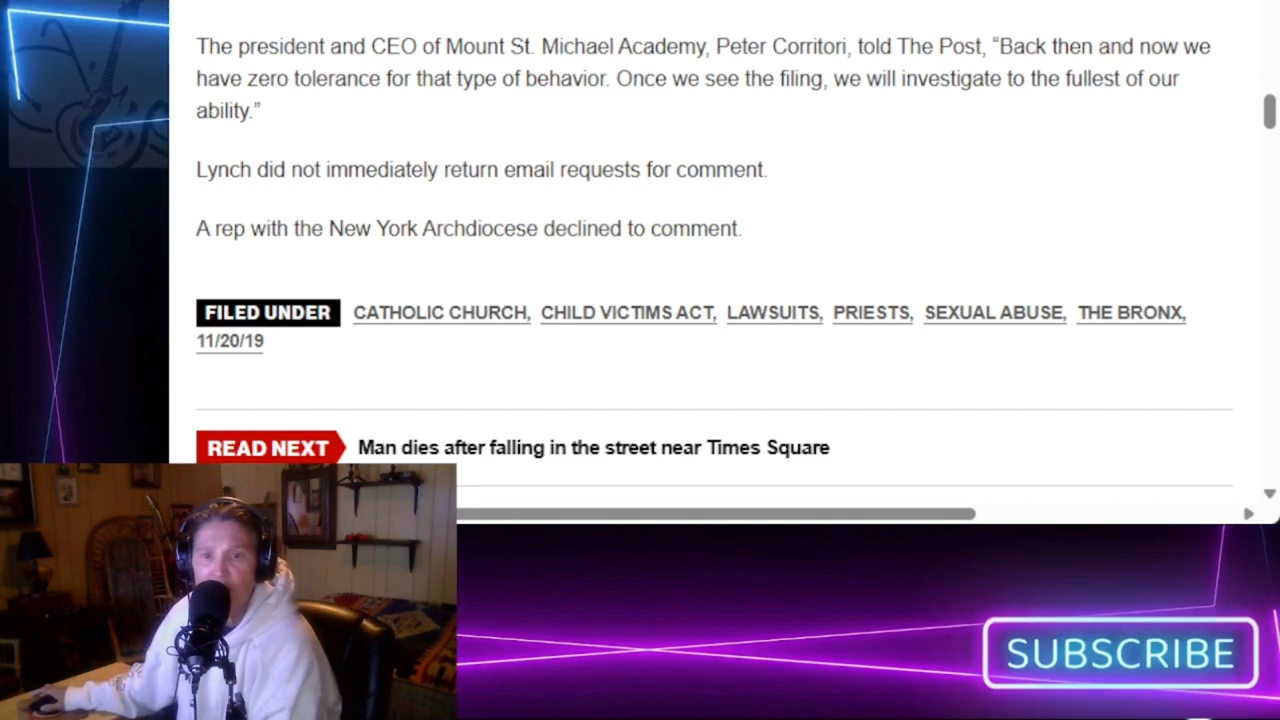 The president and CEO of Mount St. Michael Academy, Peter Corritori, told The Post, “Back then and now we
have zero tolerance for that type of behavior. Once we see the filing, we will investigate to the fullest of our
ability.”
Lynch did not immediately return email requests for comment.
A rep with the New York Archdiocese declined to comment.
FILED UNDER CATHOLIC CHURCH, CHILD VICTIMS ACT, LAWSUITS, PRIESTS, SEXUAL ABUSE, THE BRONX,
11/20/19
READ NEXT Man dies after falling in the street near Times Square
SUBSCRIBE